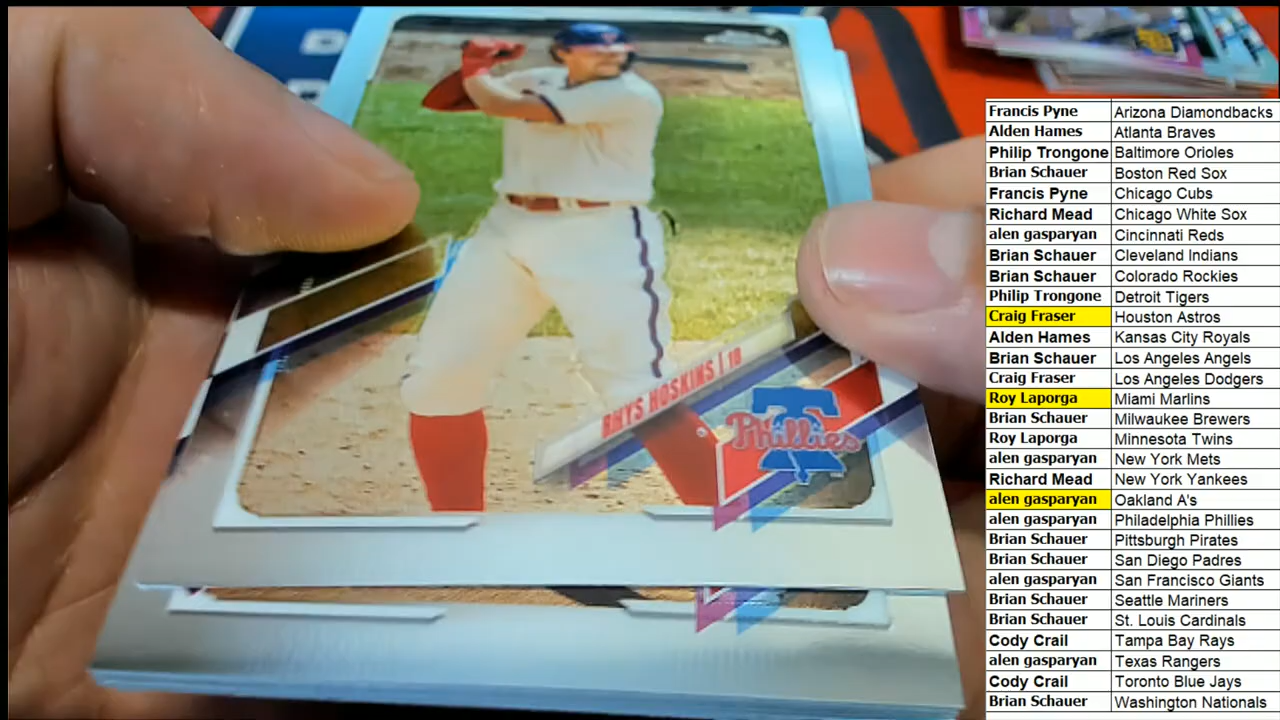 RHYS HOSKINS | 1B
Phillies
Francis Pyne Arizona Diamondbacks
Alden Hames Atlanta Braves
Philip Trongone Baltimore Orioles
Brian Schauer Boston Red Sox
Francis Pyne Chicago Cubs
Richard Mead Chicago White Sox
alen gasparyan Cincinnati Reds
Brian Schauer Cleveland Indians
Brian Schauer Colorado Rockies
Philip Trongone Detroit Tigers
Craig Fraser Houston Astros
Alden Hames Kansas City Royals
Brian Schauer Los Angeles Angels
Craig Fraser Los Angeles Dodgers
Roy Laporga Miami Marlins
Brian Schauer Milwaukee Brewers
Roy Laporga Minnesota Twins
alen gasparyan New York Mets
Richard Mead New York Yankees
alen gasparyan Oakland A's
alen gasparyan Philadelphia Phillies
Brian Schauer Pittsburgh Pirates
Brian Schauer San Diego Padres
alen gasparyan San Francisco Giants
Brian Schauer Seattle Mariners
Brian Schauer St. Louis Cardinals
Cody Crail Tampa Bay Rays
alen gasparyan Texas Rangers
Cody Crail Toronto Blue Jays
Brian Schauer Washington Nationals